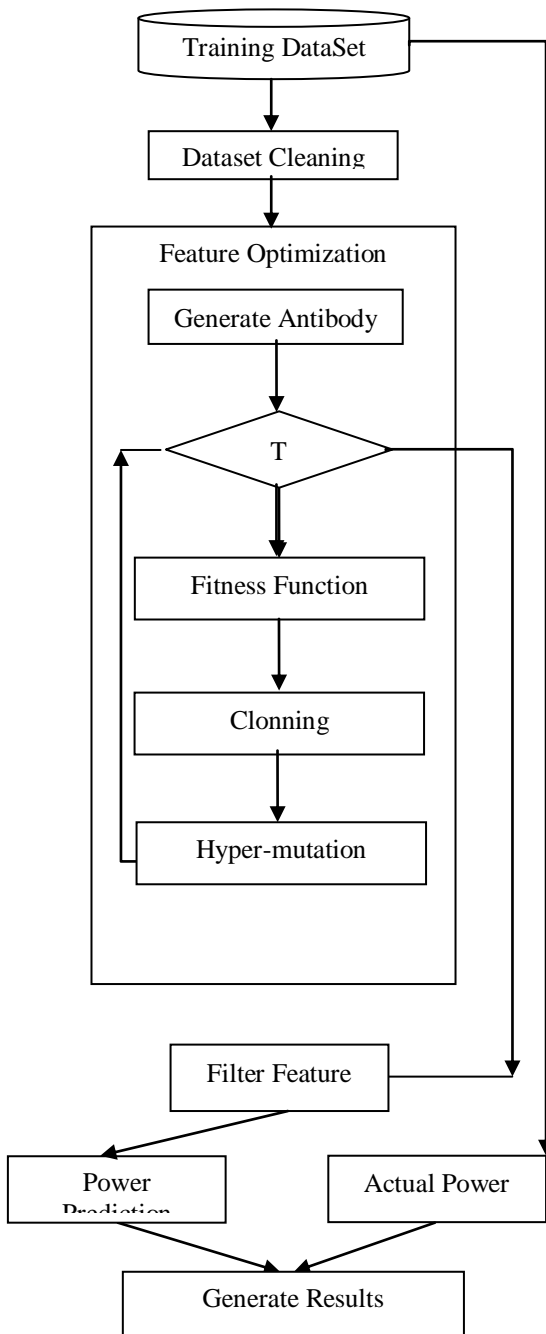 Training DataSet
Dataset Cleaning
Feature Optimization
Generate Antibody
T
Fitness Function
Clonning
Hyper-mutation
Filter Feature
Power
Prediction
Actual Power
Generate Results